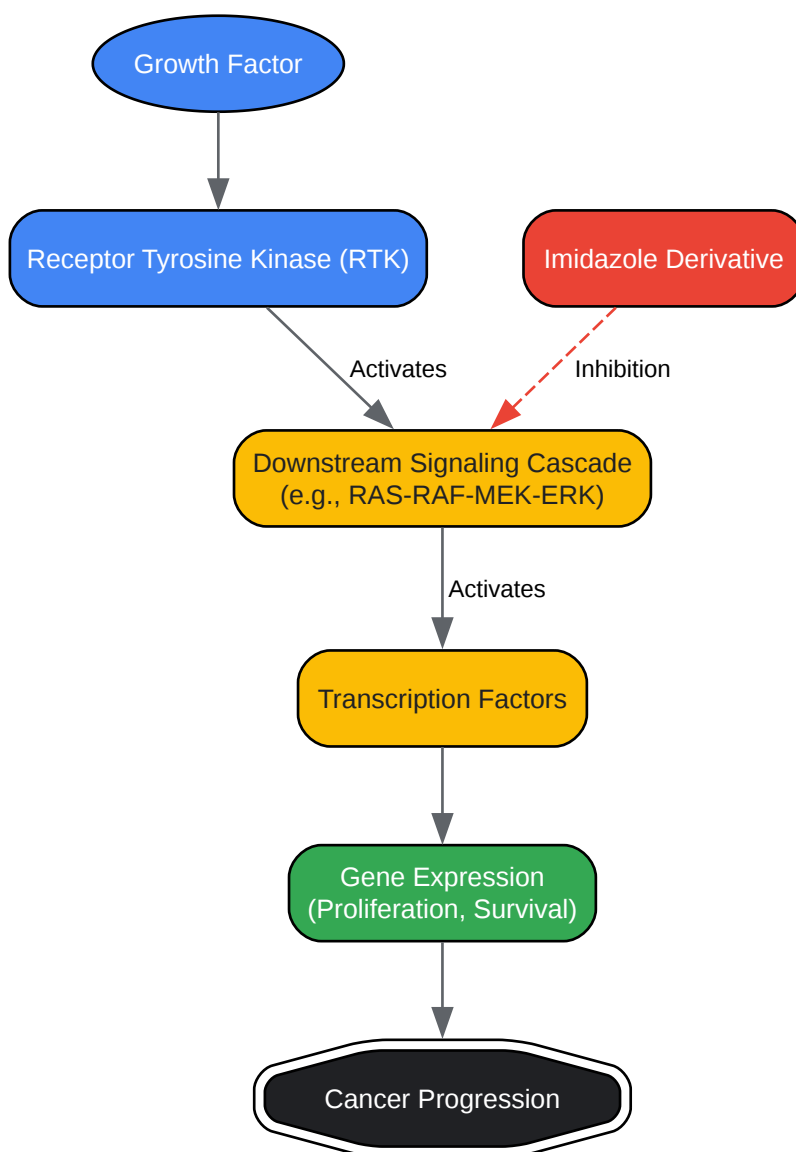 Growth Factor
Receptor Tyrosine Kinase (RTK)
Imidazole Derivative
Activates
Inhibition
Downstream Signaling Cascade
(e.g., RAS-RAF-MEK-ERK)
Activates
Transcription Factors
Gene Expression
(Proliferation, Survival)
Cancer Progression